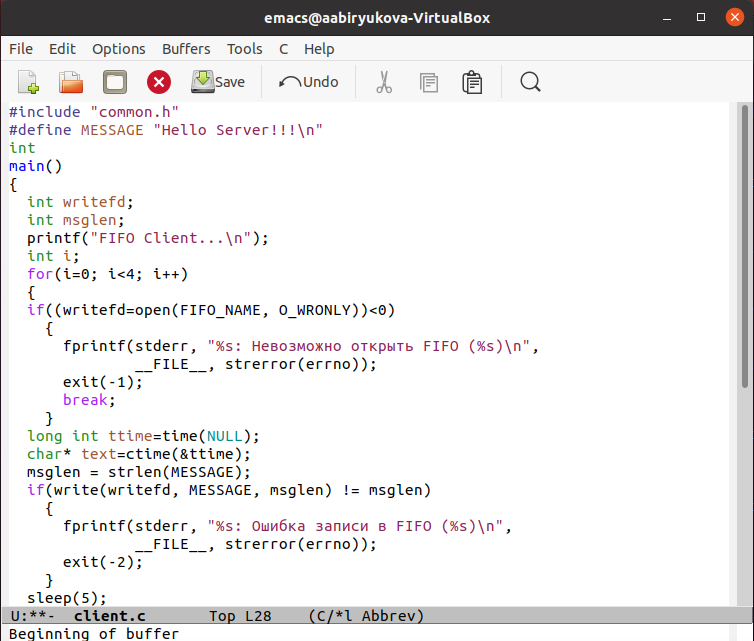 emacs@aabiryukova-VirtualBox
File Edit Options Buffers Tools C Help
Save Undo
#include "common.h"
#define MESSAGE "Hello Server!!!\n"
int
main()
{
  int writefd;
  int msglen;
  printf("FIFO Client...\n");
  int i;
  for(i=0; i<4; i++)
  {
  if((writefd=open(FIFO_NAME, O_WRONLY))<0)
    {
      fprintf(stderr, "%s: Невозможно открыть FIFO (%s)\n",
              __FILE__, strerror(errno));
      exit(-1);
      break;
    }
  long int ttime=time(NULL);
  char* text=ctime(&ttime);
  msglen = strlen(MESSAGE);
  if(write(writefd, MESSAGE, msglen) != msglen)
    {
      fprintf(stderr, "%s: Ошибка записи в FIFO (%s)\n",
              __FILE__, strerror(errno));
      exit(-2);
    }
  sleep(5);
U:**-  client.c       Top L28    (C/*l Abbrev)
Beginning of buffer